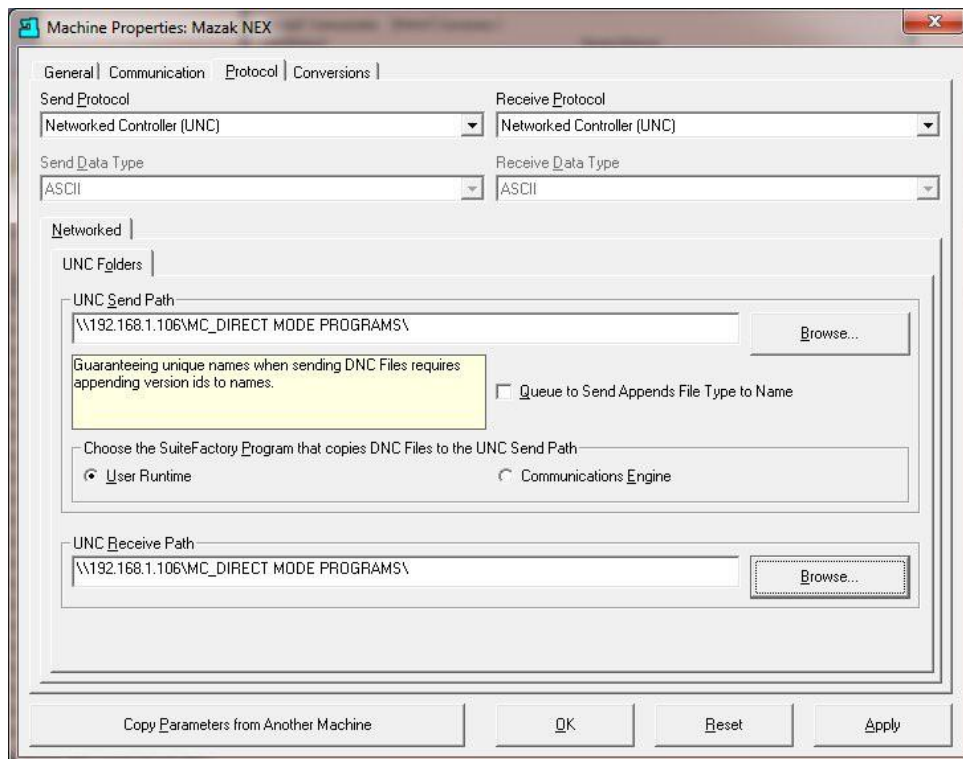 Machine Properties: Mazak NEX
General Communication Protocol Conversions
Send Protocol Receive Protocol
Networked Controller (UNC) Networked Controller (UNC)
Send Data Type Receive Data Type
ASCII ASCII
Networked
UNC Folders
UNC Send Path
\\192.168.1.106\MC_DIRECT MODE PROGRAMS\
Browse...
Guaranteeing unique names when sending DNC Files requires
appending version ids to names.
Queue to Send Appends File Type to Name
Choose the SuiteFactory Program that copies DNC Files to the UNC Send Path
User Runtime Communications Engine
UNC Receive Path
\\192.168.1.106\MC_DIRECT MODE PROGRAMS\
Browse...
Copy Parameters from Another Machine OK Reset Apply